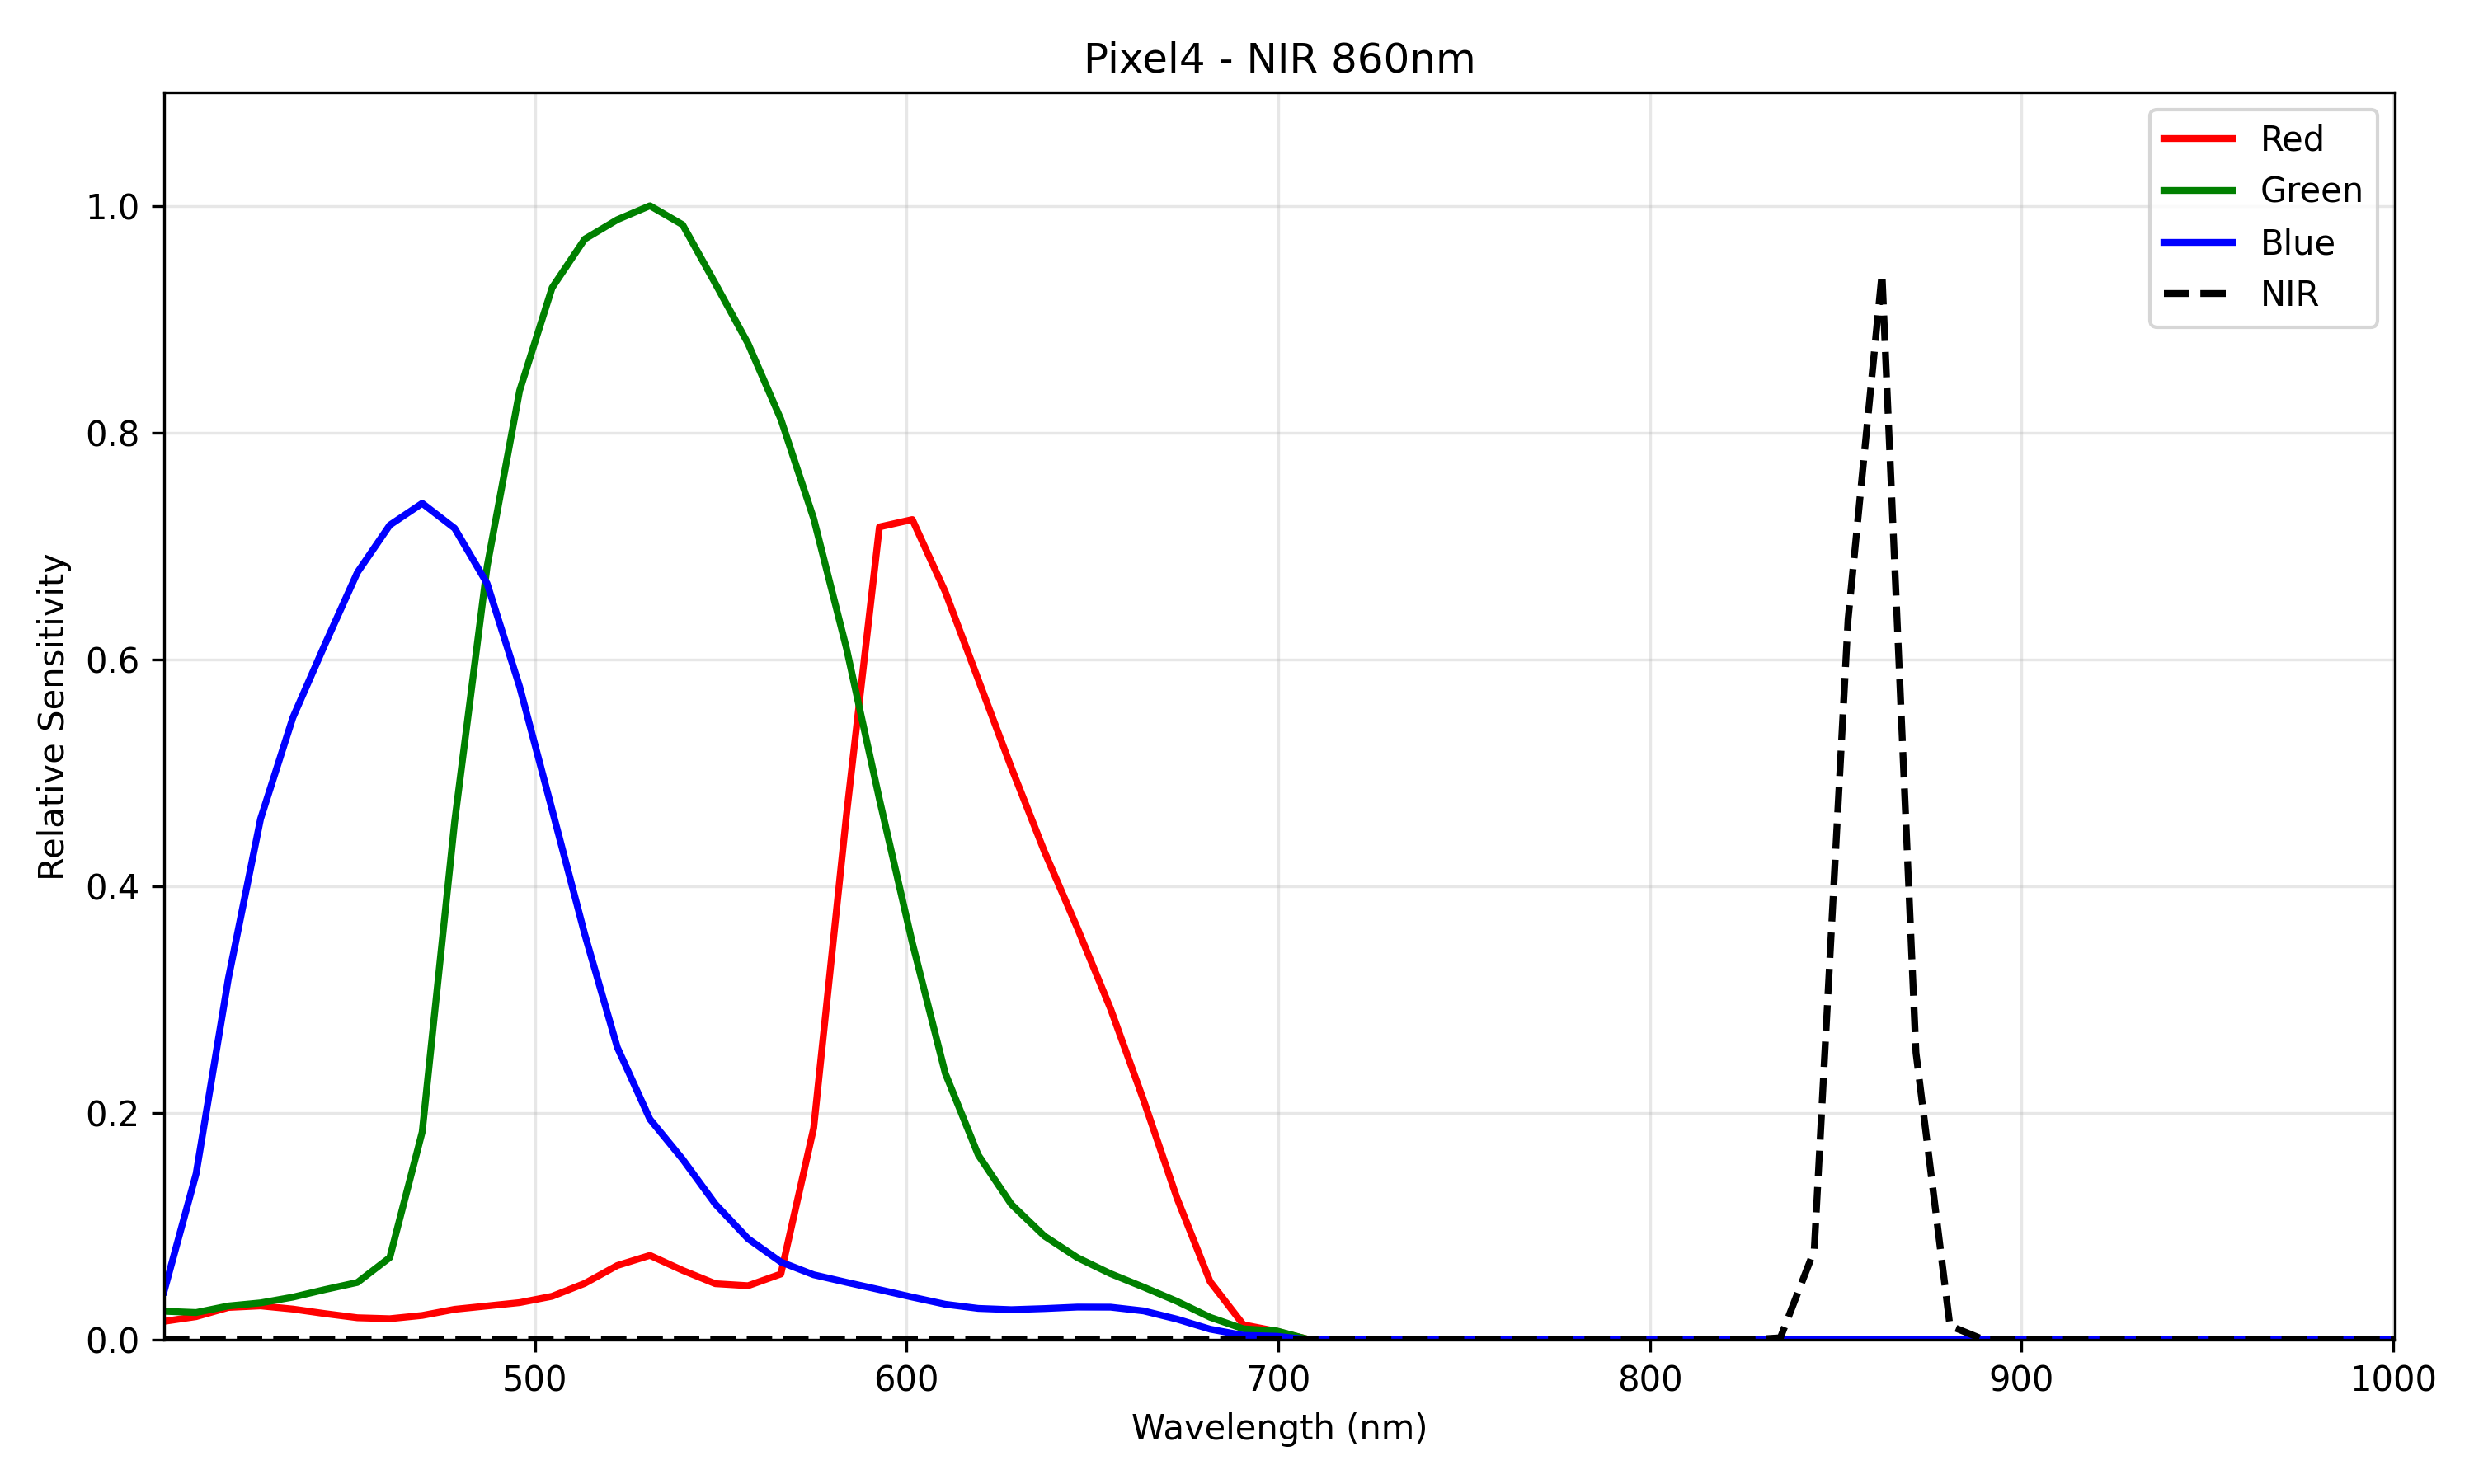 Pixel4 - NIR 860nm
Red
Green
Blue
NIR
Relative Sensitivity
1.0
0.8
0.6
0.4
0.2
0.0
500
600
700
800
900
1000
Wavelength (nm)